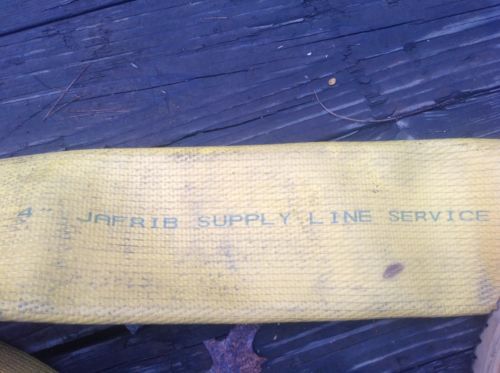 4" JAFRIB SUPPLY LINE SERVICE